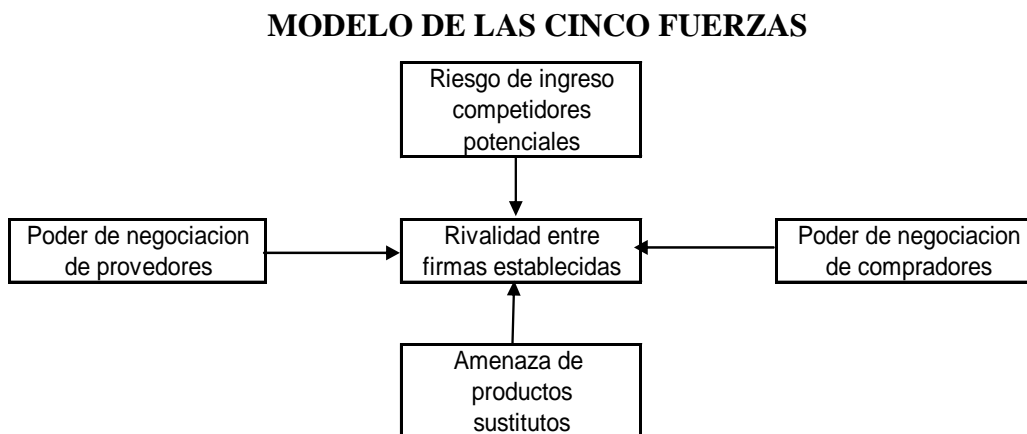 MODELO DE LAS CINCO FUERZAS
Riesgo de ingreso
competidores
potenciales
Poder de negociacion
de provedores
Rivalidad entre
firmas establecidas
Poder de negociacion
de compradores
Amenaza de
productos
sustitutos